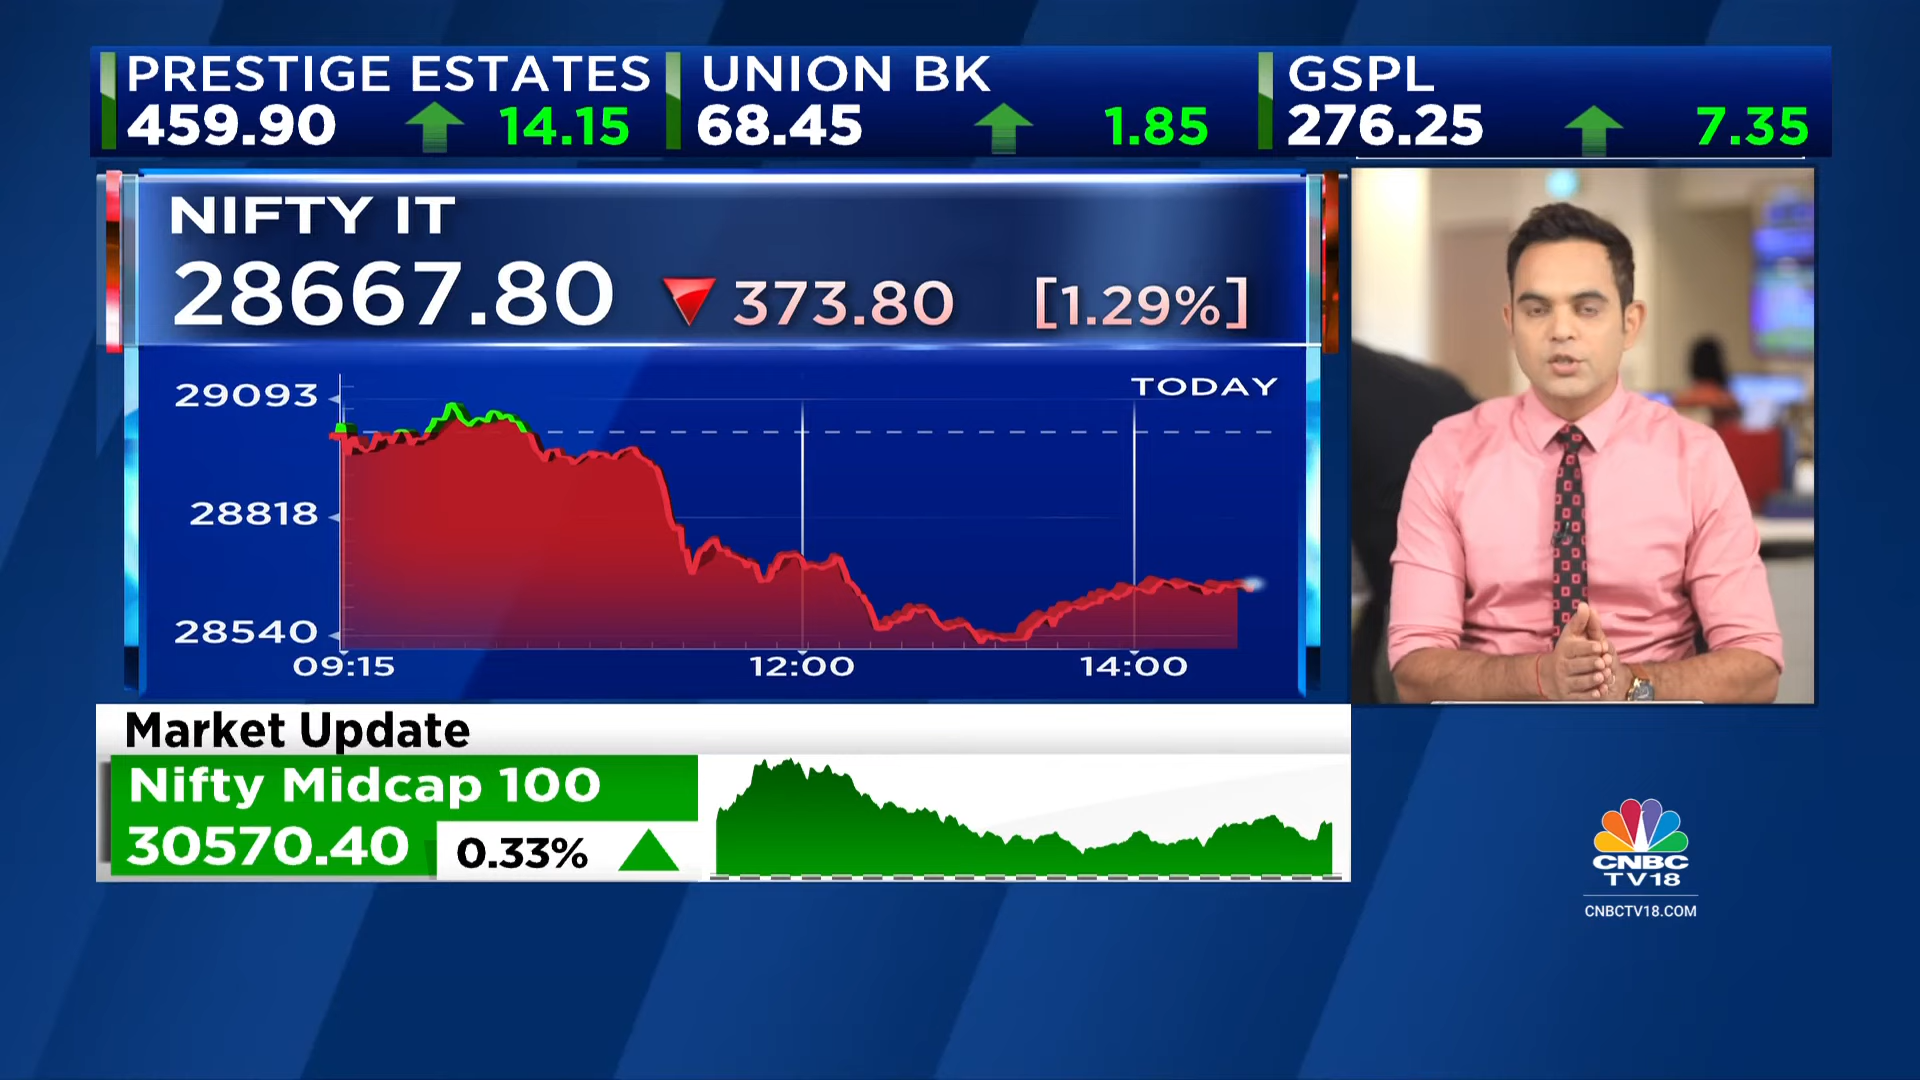 PRESTIGE ESTATES
459.90 14.15
UNION BK
68.45 1.85
GSPL
276.25 7.35
NIFTY IT
28667.80 373.80 [1.29%]
TODAY
29093
28818
28540
09:15 12:00 14:00
Market Update
Nifty Midcap 100
30570.40 0.33%
CNBC
TV18
CNBCTV18.COM